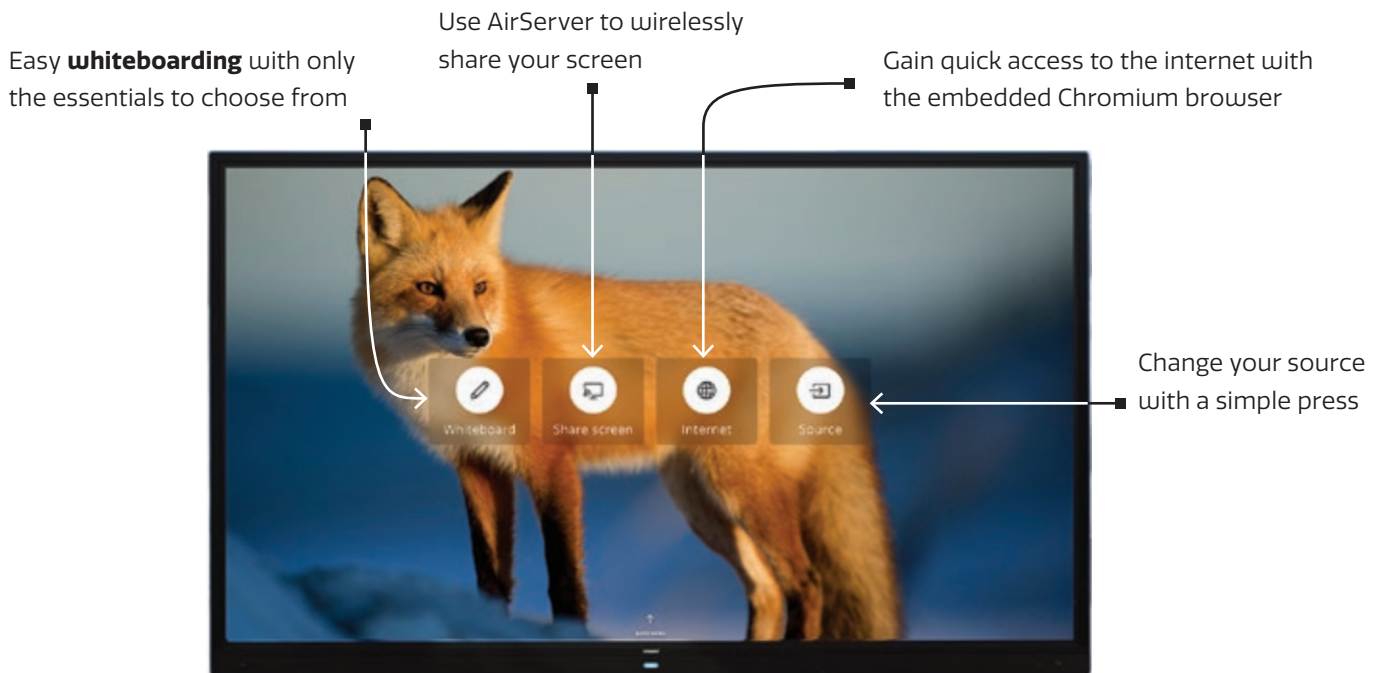 Use AirServer to wirelessly
share your screen
Easy whiteboarding with only
the essentials to choose from
Gain quick access to the internet with
the embedded Chromium browser
Change your source
with a simple press
Whiteboard
Share screen
Internet
Source